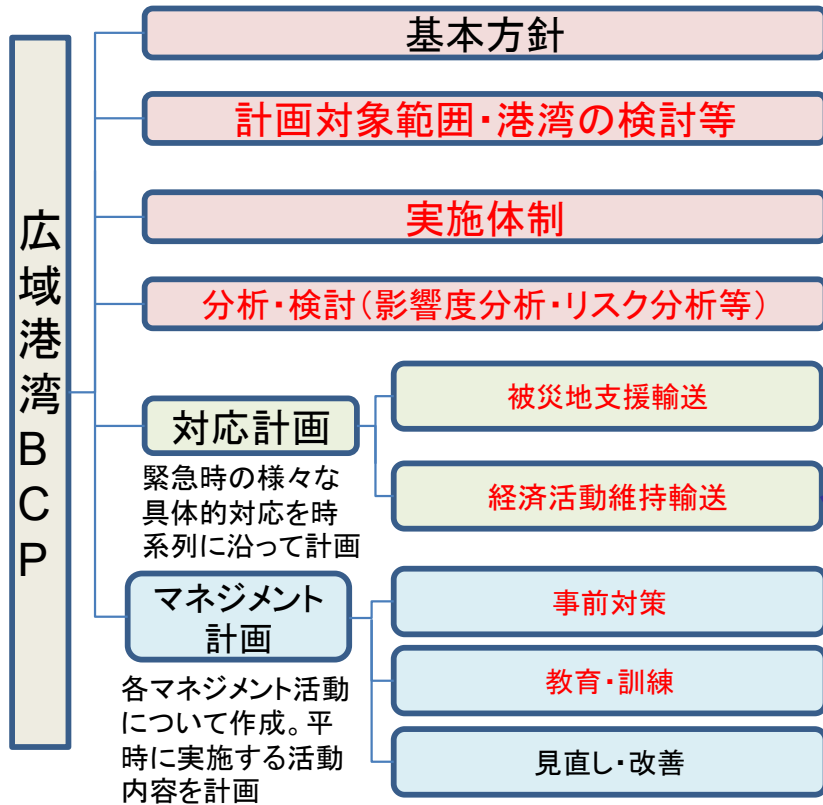 広域港湾BCP
基本方針
計画対象範囲・港湾の検討等
実施体制
分析・検討(影響度分析・リスク分析等)
対応計画
緊急時の様々な
具体的対応を時
系列に沿って計画
被災地支援輸送
経済活動維持輸送
マネジメント
計画
各マネジメント活動
について作成。平
時に実施する活動
内容を計画
事前対策
教育・訓練
見直し・改善